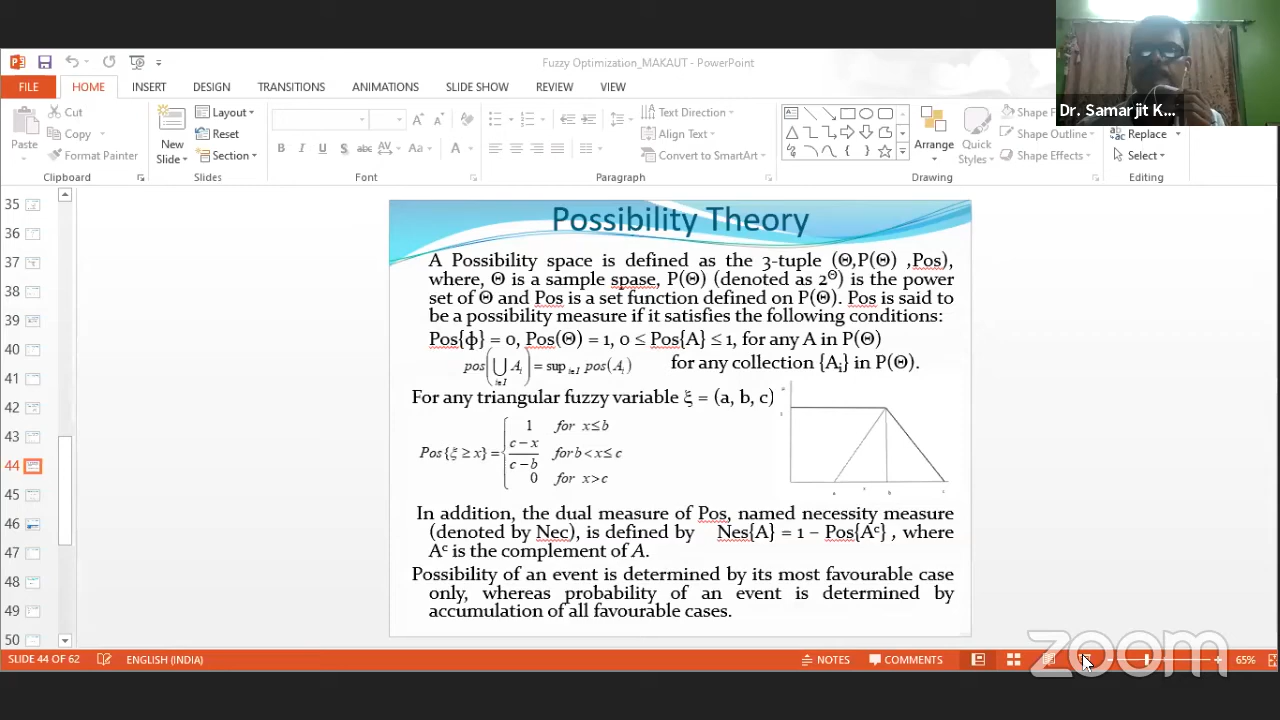 Dr. Samarjit K...
Fuzzy Optimization_MAKAUT - PowerPoint
FILE HOME INSERT DESIGN TRANSITIONS ANIMATIONS SLIDE SHOW REVIEW VIEW
Paste
Cut
Copy
Format Painter
Clipboard
New Slide
Layout
Reset
Section
Slides
B I U S abc AV Aa A
Font
Text Direction
Align Text
Convert to SmartArt
Paragraph
Arrange
Quick Styles
Shape F
Shape Outline
Shape Effects
Drawing
Replace
Select
Editing
35
36
37
38
39
40
41
42
43
44
45
46
47
48
49
50
Possibility Theory
A Possibility space is defined as the 3-tuple (Θ,P(Θ) ,Pos),
where, Θ is a sample spase, P(Θ) (denoted as 2^Θ) is the power
set of Θ and Pos is a set function defined on P(Θ). Pos is said to
be a possibility measure if it satisfies the following conditions:
Pos{ϕ} = 0, Pos(Θ) = 1, 0 ≤ Pos{A} ≤ 1, for any A in P(Θ)
pos(⋃_{i∈I} A_i) = sup_{i∈I} pos(A_i) for any collection {A_i} in P(Θ).
For any triangular fuzzy variable ξ = (a, b, c)
1 for x≤b
Pos{ξ ≥ x} = { (c−x)/(c−b) for b<x≤c
0 for x>c
In addition, the dual measure of Pos, named necessity measure
(denoted by Nec), is defined by Nes{A} = 1 − Pos{A^c} , where
A^c is the complement of A.
Possibility of an event is determined by its most favourable case
only, whereas probability of an event is determined by
accumulation of all favourable cases.
SLIDE 44 OF 62 ENGLISH (INDIA) NOTES COMMENTS 65%
zoom